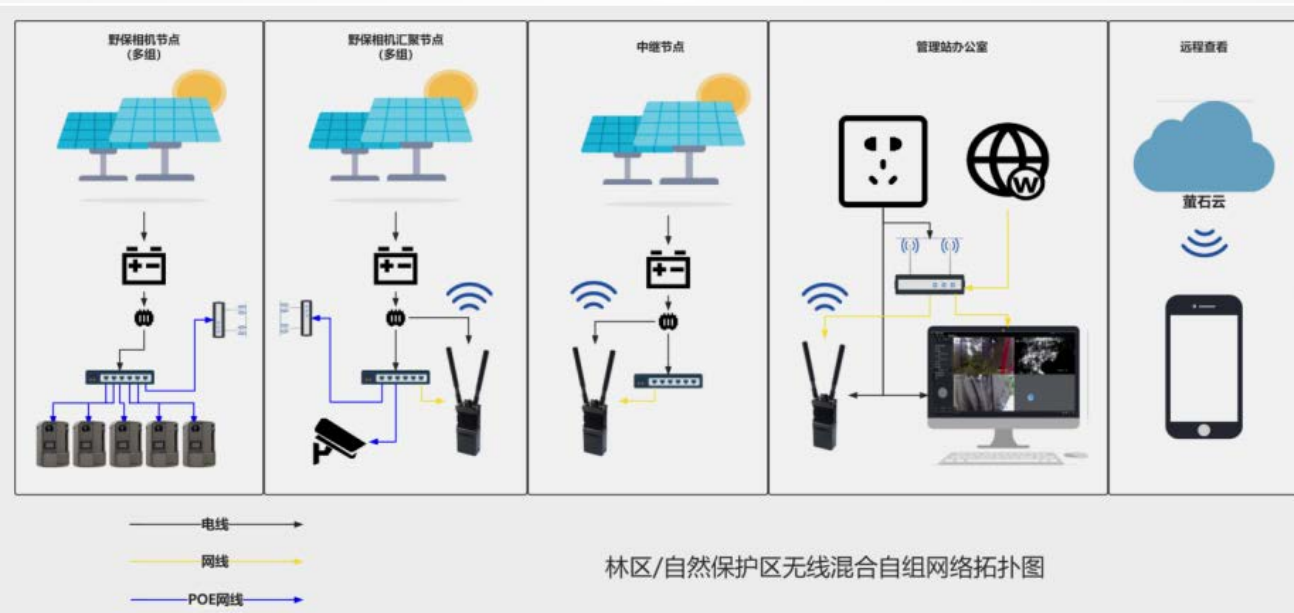 野保相机节点
(多组)
野保相机汇聚节点
(多组)
中继节点
管理站办公室
远程查看
W
萤石云
电线
网线
POE网线
林区/自然保护区无线混合自组网络拓扑图